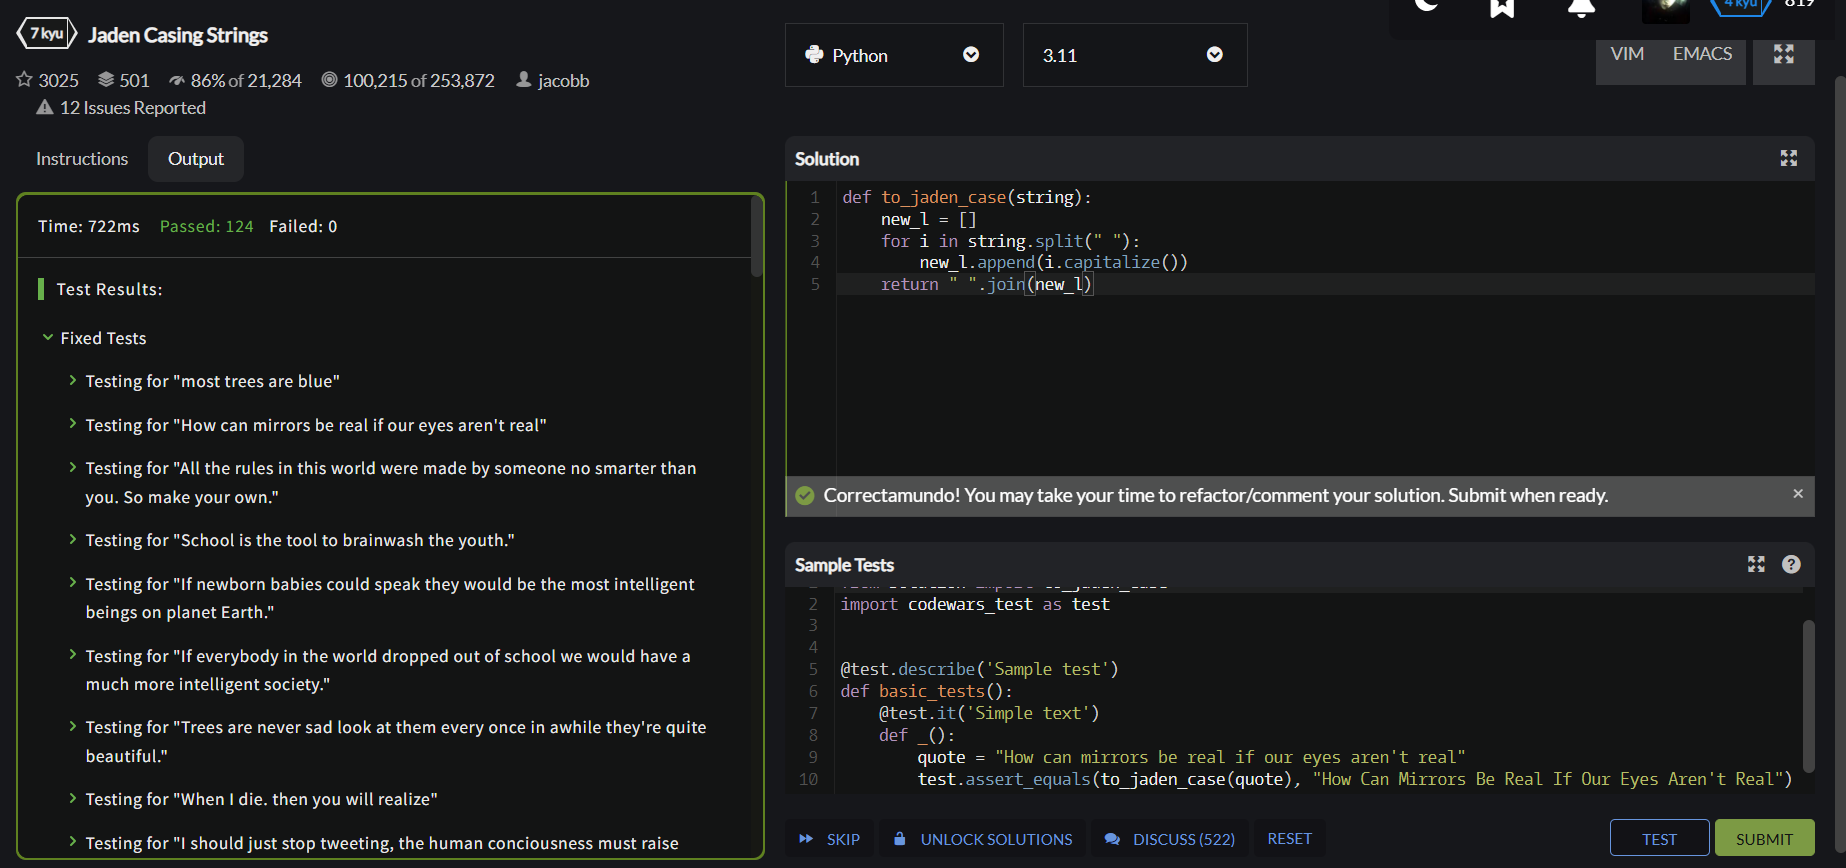 7 kyu Jaden Casing Strings
3025 501 86% of 21,284 100,215 of 253,872 jacobb
12 Issues Reported
Instructions Output
Time: 722ms Passed: 124 Failed: 0
Test Results:
Fixed Tests
Testing for "most trees are blue"
Testing for "How can mirrors be real if our eyes aren't real"
Testing for "All the rules in this world were made by someone no smarter than
you. So make your own."
Testing for "School is the tool to brainwash the youth."
Testing for "If newborn babies could speak they would be the most intelligent
beings on planet Earth."
Testing for "If everybody in the world dropped out of school we would have a
much more intelligent society."
Testing for "Trees are never sad look at them every once in awhile they're quite
beautiful."
Testing for "When I die. then you will realize"
Testing for "I should just stop tweeting, the human conciousness must raise
Python 3.11
4 kyu 819
VIM EMACS
Solution
1 def to_jaden_case(string):
2     new_l = []
3     for i in string.split(" "):
4         new_l.append(i.capitalize())
5     return " ".join(new_l)
Correctamundo! You may take your time to refactor/comment your solution. Submit when ready.
Sample Tests
2 import codewars_test as test
3
4
5 @test.describe('Sample test')
6 def basic_tests():
7     @test.it('Simple text')
8     def _():
9         quote = "How can mirrors be real if our eyes aren't real"
10         test.assert_equals(to_jaden_case(quote), "How Can Mirrors Be Real If Our Eyes Aren't Real")
SKIP UNLOCK SOLUTIONS DISCUSS (522) RESET TEST SUBMIT